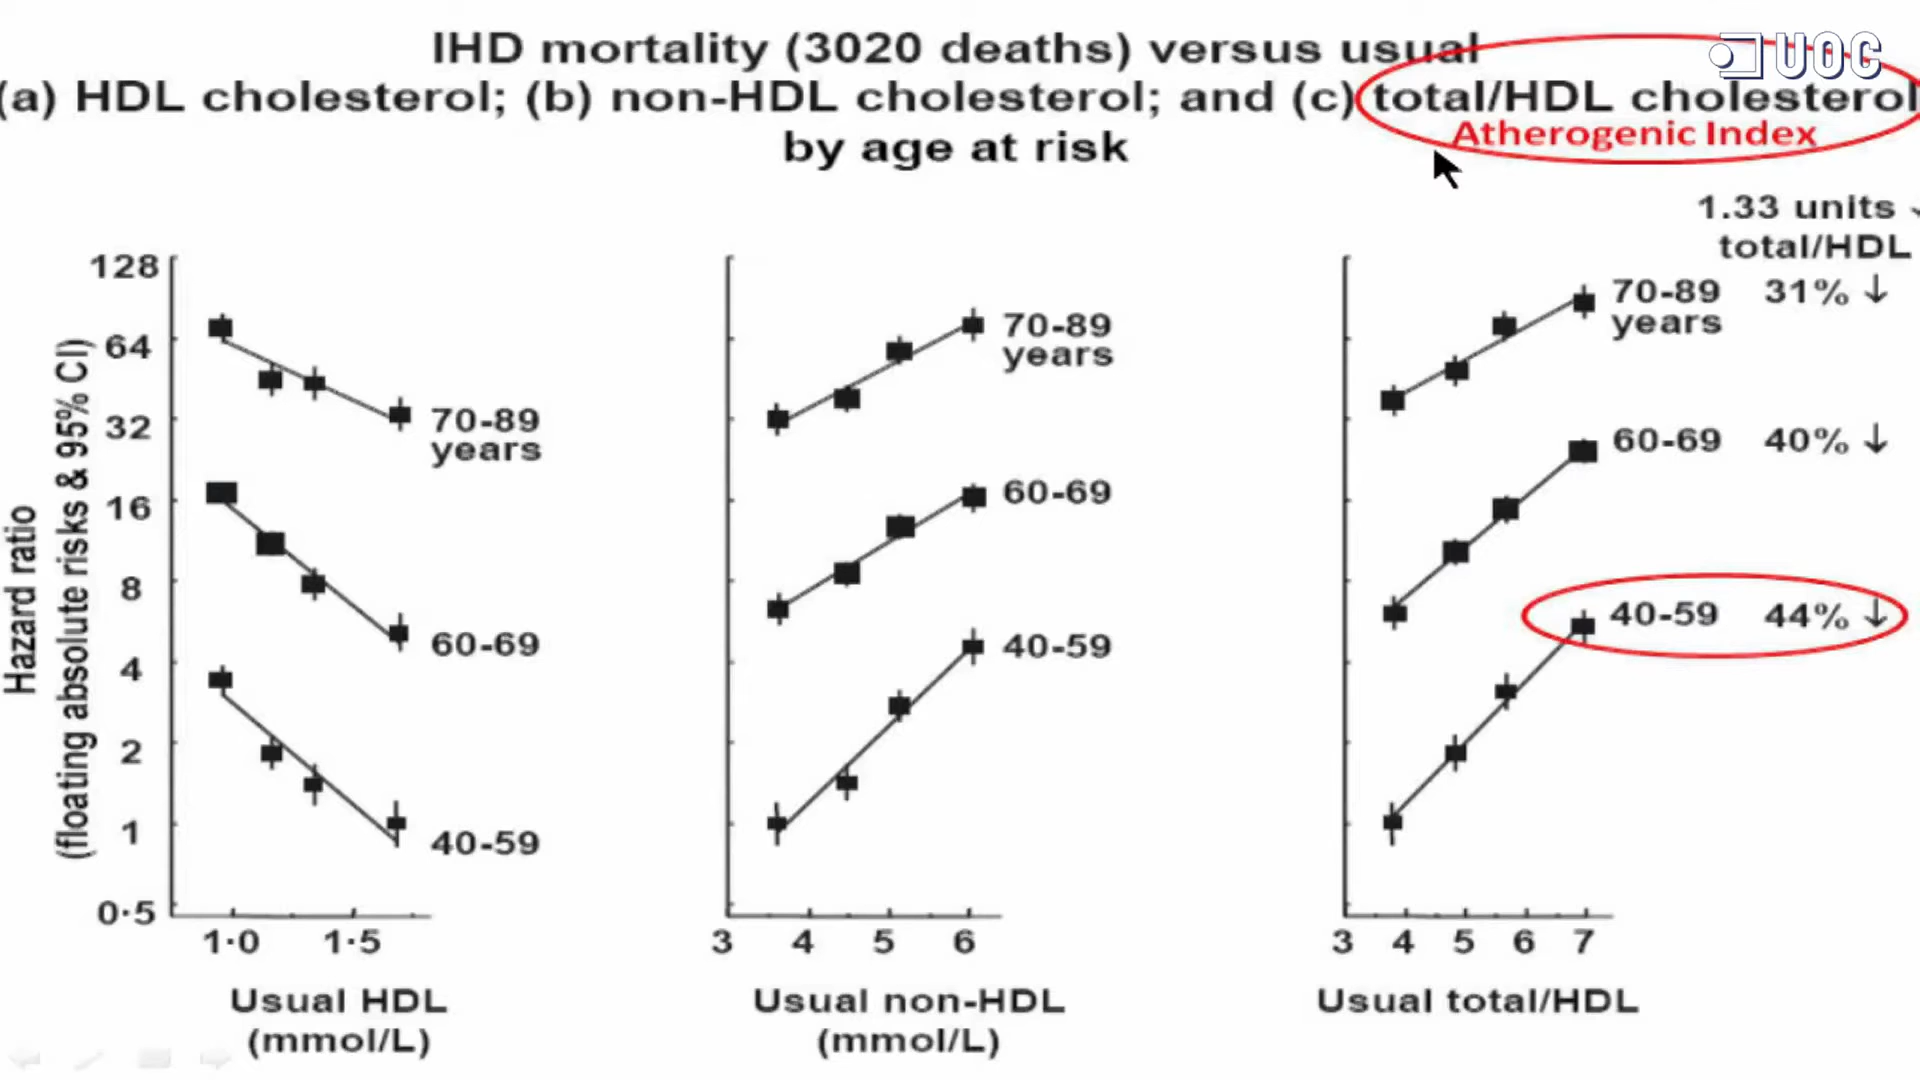 IHD mortality (3020 deaths) versus usual
(a) HDL cholesterol; (b) non-HDL cholesterol; and (c) total/HDL cholesterol
Atherogenic Index
by age at risk
UOC
1.33 units
total/HDL
Hazard ratio
(floating absolute risks & 95% CI)
128
64
32
16
8
4
2
1
0·5
70-89
years
60-69
40-59
1·0 1·5
Usual HDL
(mmol/L)
70-89
years
60-69
40-59
3 4 5 6
Usual non-HDL
(mmol/L)
70-89 31% ↓
years
60-69 40% ↓
40-59 44% ↓
3 4 5 6 7
Usual total/HDL